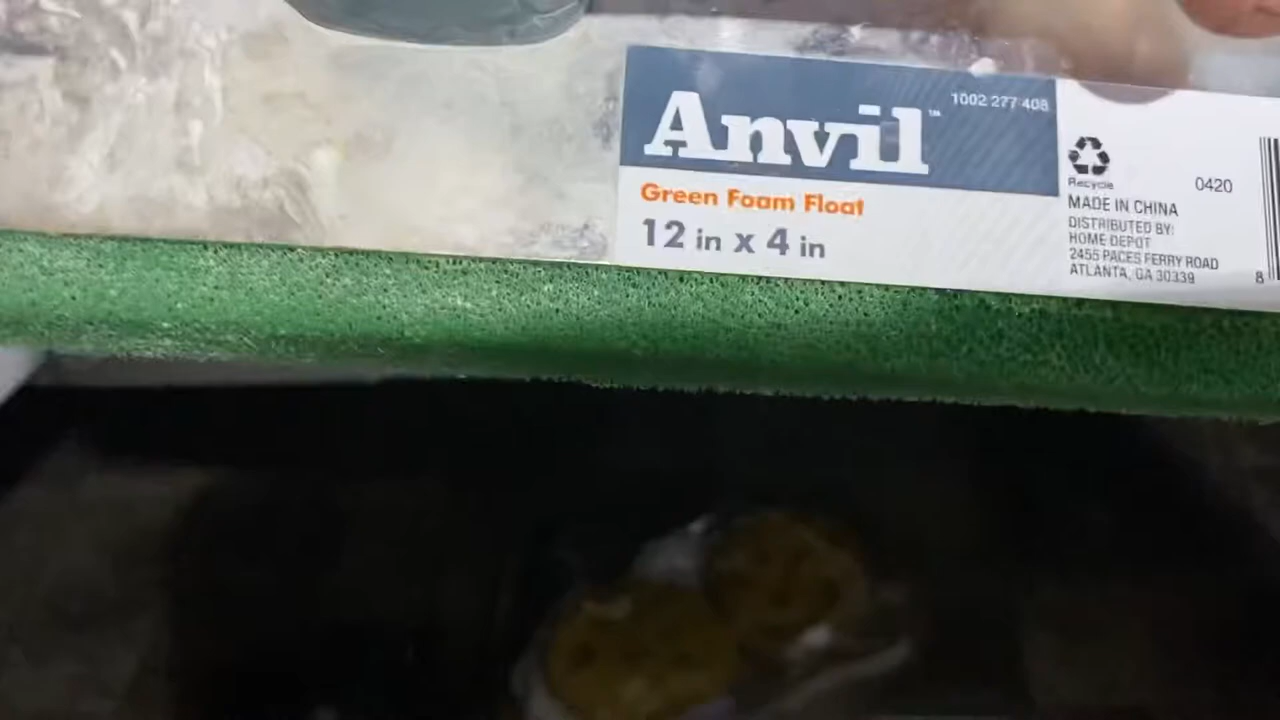 Anvil™
1002 277 408
Green Foam Float
12 in x 4 in
Recycle
0420
MADE IN CHINA
DISTRIBUTED BY:
HOME DEPOT
2455 PACES FERRY ROAD
ATLANTA, GA 30339
8